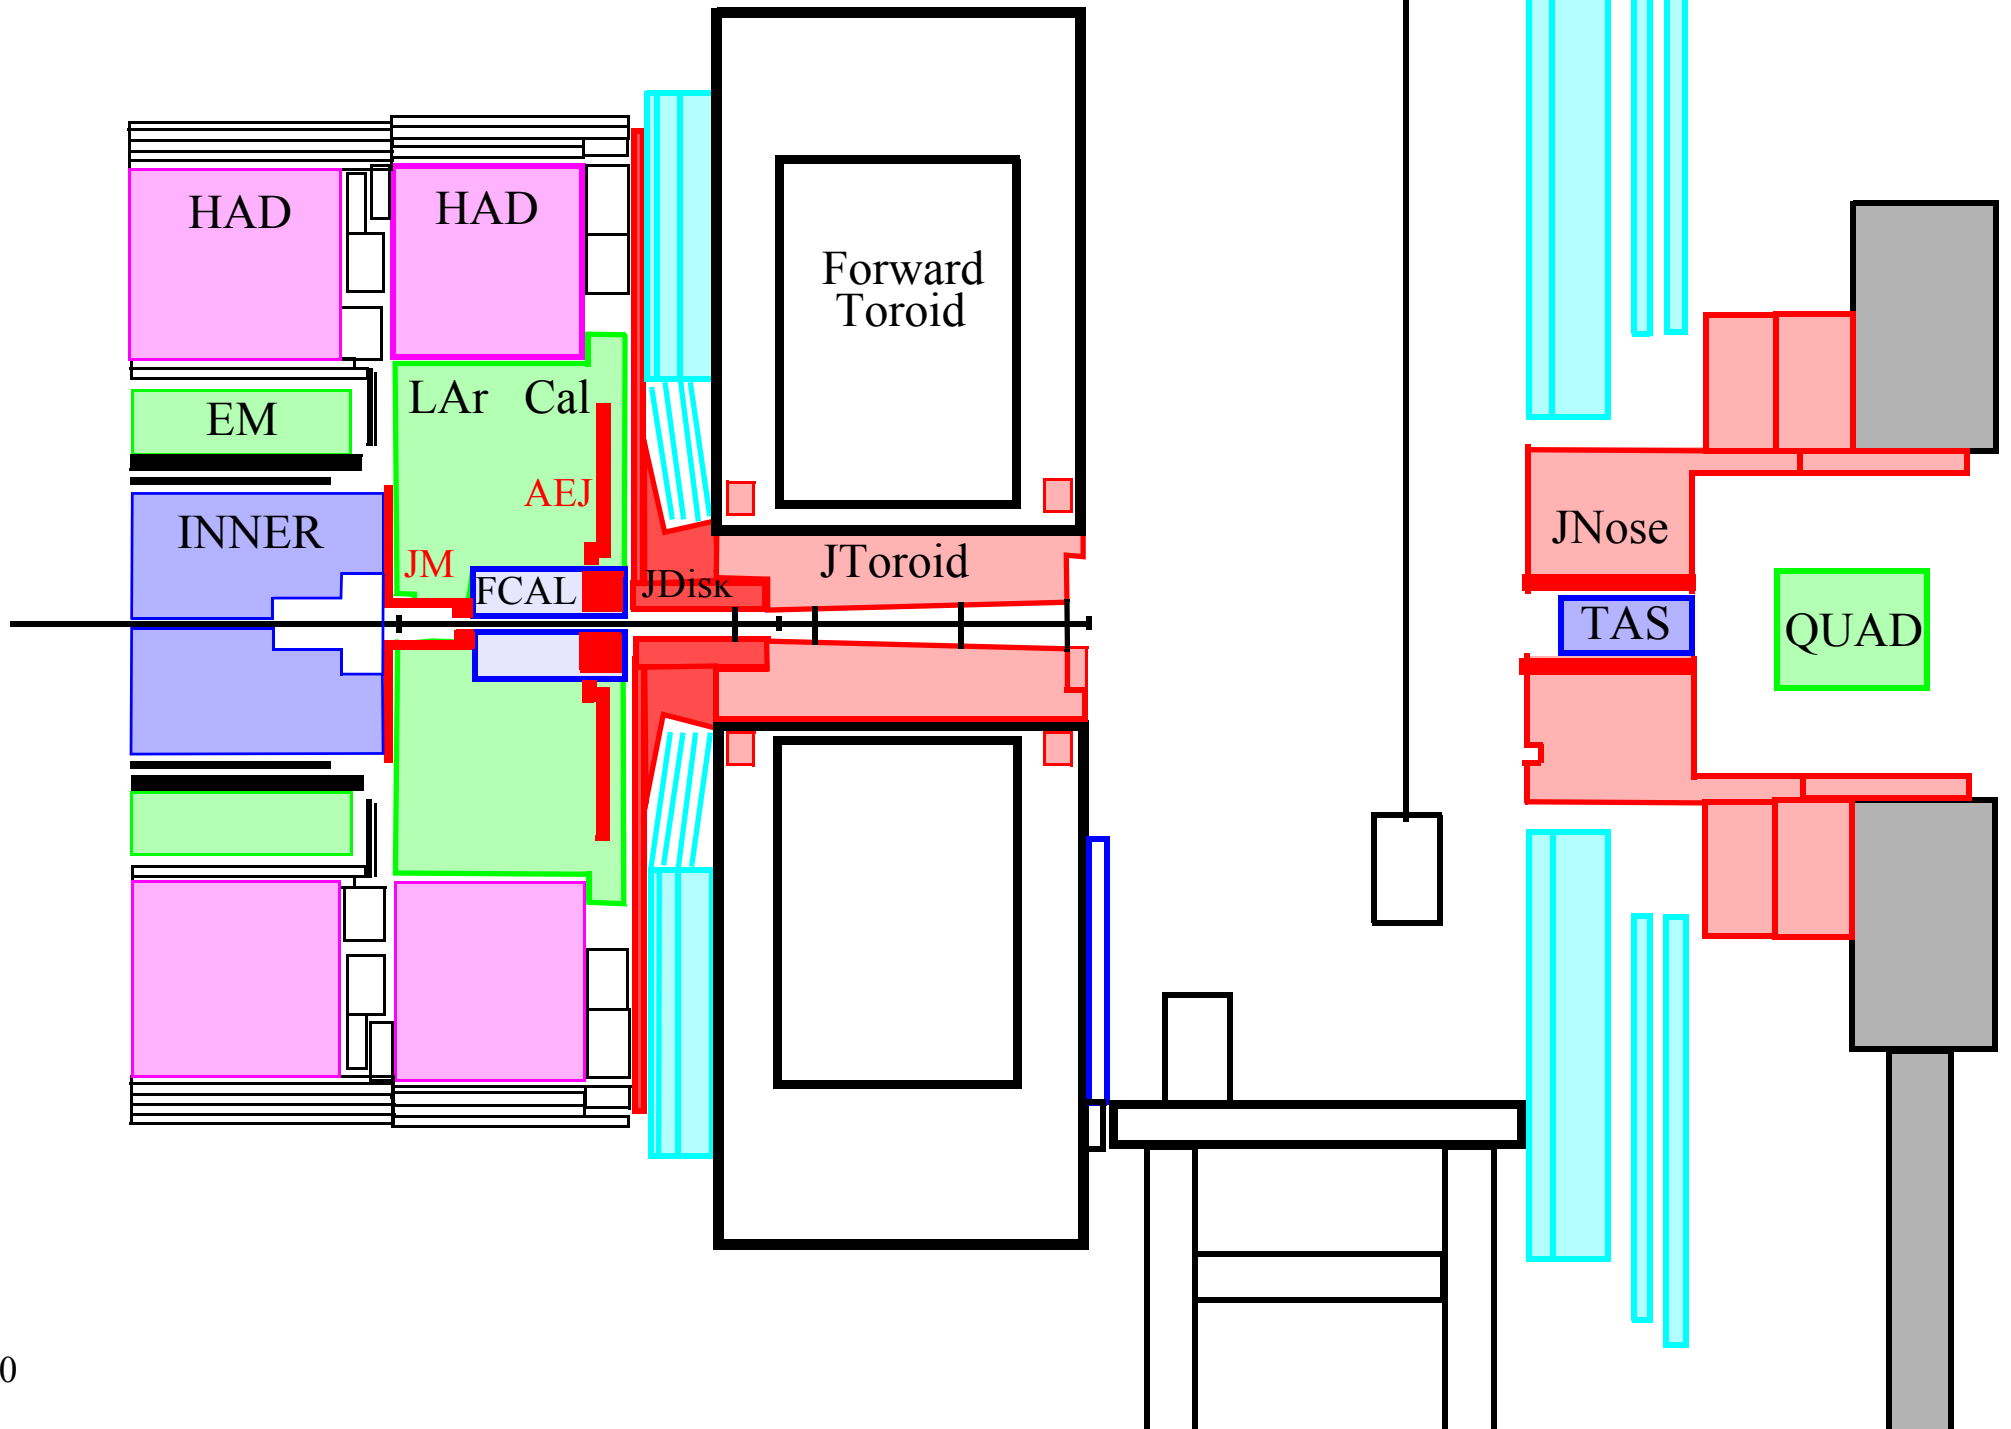 HAD
HAD
Forward
Toroid
LAr Cal
EM
AEJ
INNER
JNose
JM
JToroid
FCAL
JDisk
TAS
QUAD
0